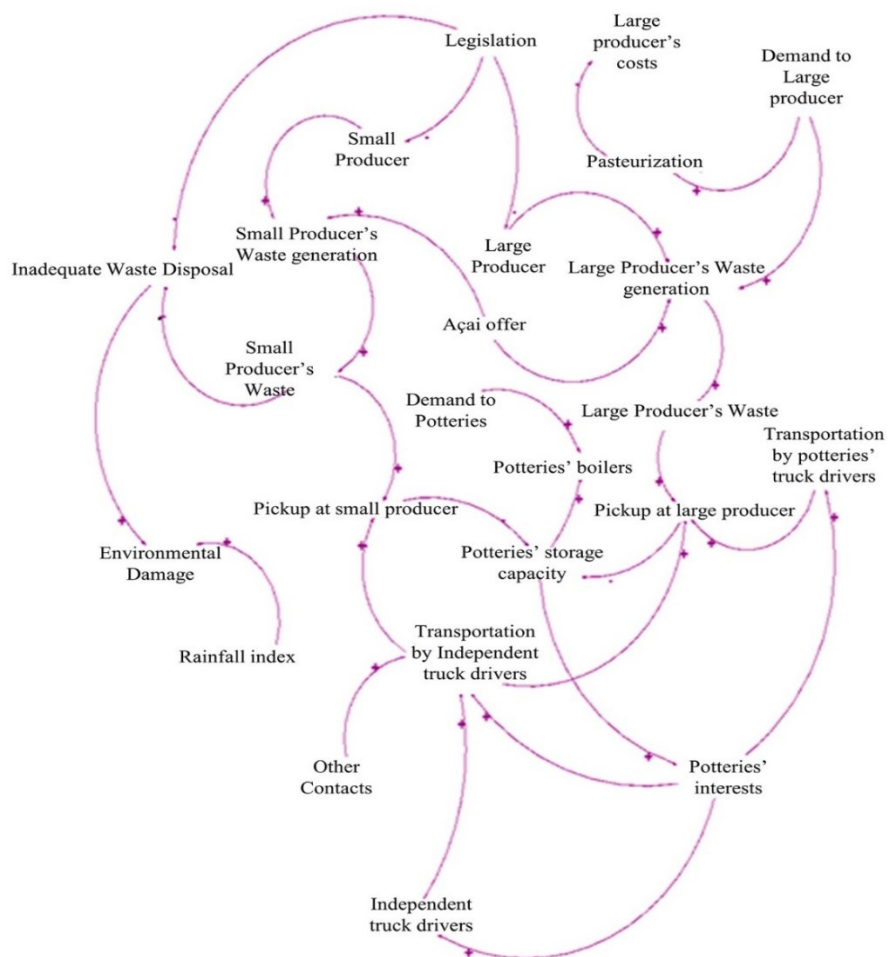 Legislation
Large
producer's
costs
Demand to
Large
producer
Small
Producer
Pasteurization
Small Producer's
Waste generation
Large
Producer
Large Producer's Waste
generation
Inadequate Waste Disposal
Açai offer
Small
Producer's
Waste
Demand to
Potteries
Large Producer's Waste
Transportation
by potteries'
truck drivers
Potteries' boilers
Pickup at small producer
Pickup at large producer
Environmental
Damage
Potteries' storage
capacity
Rainfall index
Transportation
by Independent
truck drivers
Other
Contacts
Potteries'
interests
Independent
truck drivers